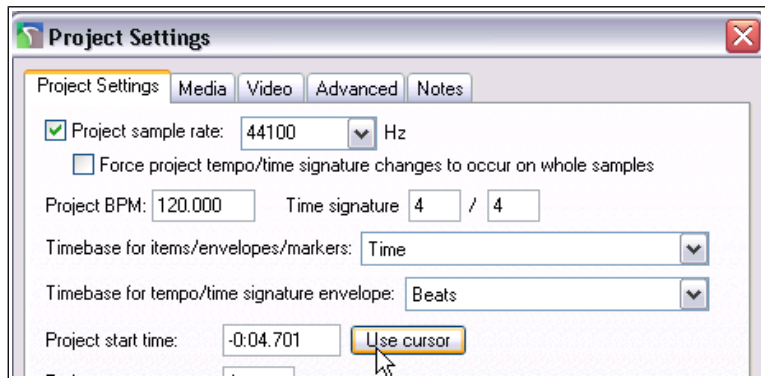 Project Settings
Project Settings Media Video Advanced Notes
Project sample rate: 44100 Hz
Force project tempo/time signature changes to occur on whole samples
Project BPM: 120.000 Time signature 4 / 4
Timebase for items/envelopes/markers: Time
Timebase for tempo/time signature envelope: Beats
Project start time: -0:04.701 Use cursor